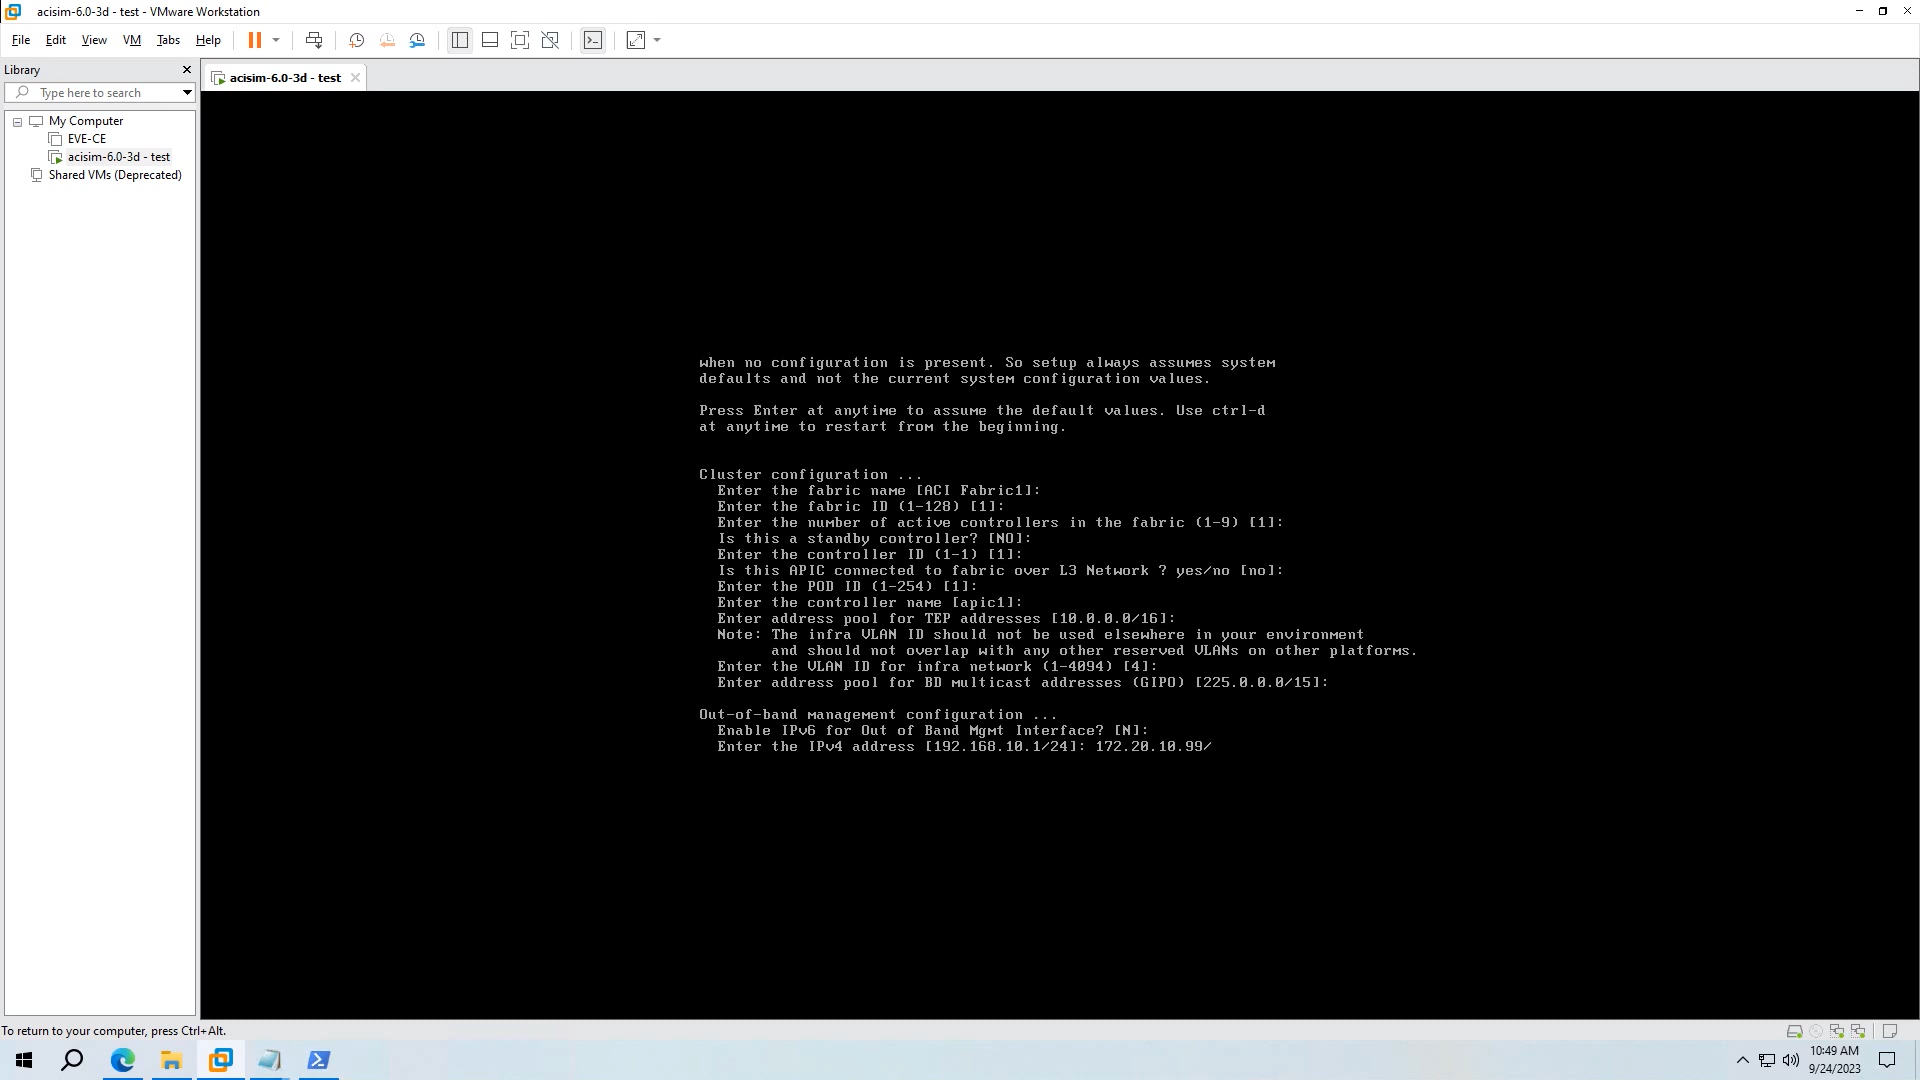 acisim-6.0-3d - test - VMware Workstation
File Edit View VM Tabs Help
Library
acisim-6.0-3d - test
Type here to search
My Computer
EVE-CE
acisim-6.0-3d - test
Shared VMs (Deprecated)
when no configuration is present. So setup always assumes system
defaults and not the current system configuration values.
Press Enter at anytime to assume the default values. Use ctrl-d
at anytime to restart from the beginning.
Cluster configuration ...
Enter the fabric name [ACI Fabric1]:
Enter the fabric ID (1-128) [1]:
Enter the number of active controllers in the fabric (1-9) [1]:
Is this a standby controller? [NO]:
Enter the controller ID (1-1) [1]:
Is this APIC connected to fabric over L3 Network ? yes/no [no]:
Enter the POD ID (1-254) [1]:
Enter the controller name [apic1]:
Enter address pool for TEP addresses [10.0.0.0/16]:
Note: The infra VLAN ID should not be used elsewhere in your environment
and should not overlap with any other reserved VLANs on other platforms.
Enter the VLAN ID for infra network (1-4094) [4]:
Enter address pool for BD multicast addresses (GIPO) [225.0.0.0/15]:
Out-of-band management configuration ...
Enable IPv6 for Out of Band Mgmt Interface? [N]:
Enter the IPv4 address [192.168.10.1/24]: 172.20.10.99/
To return to your computer, press Ctrl+Alt.
10:49 AM
9/24/2023